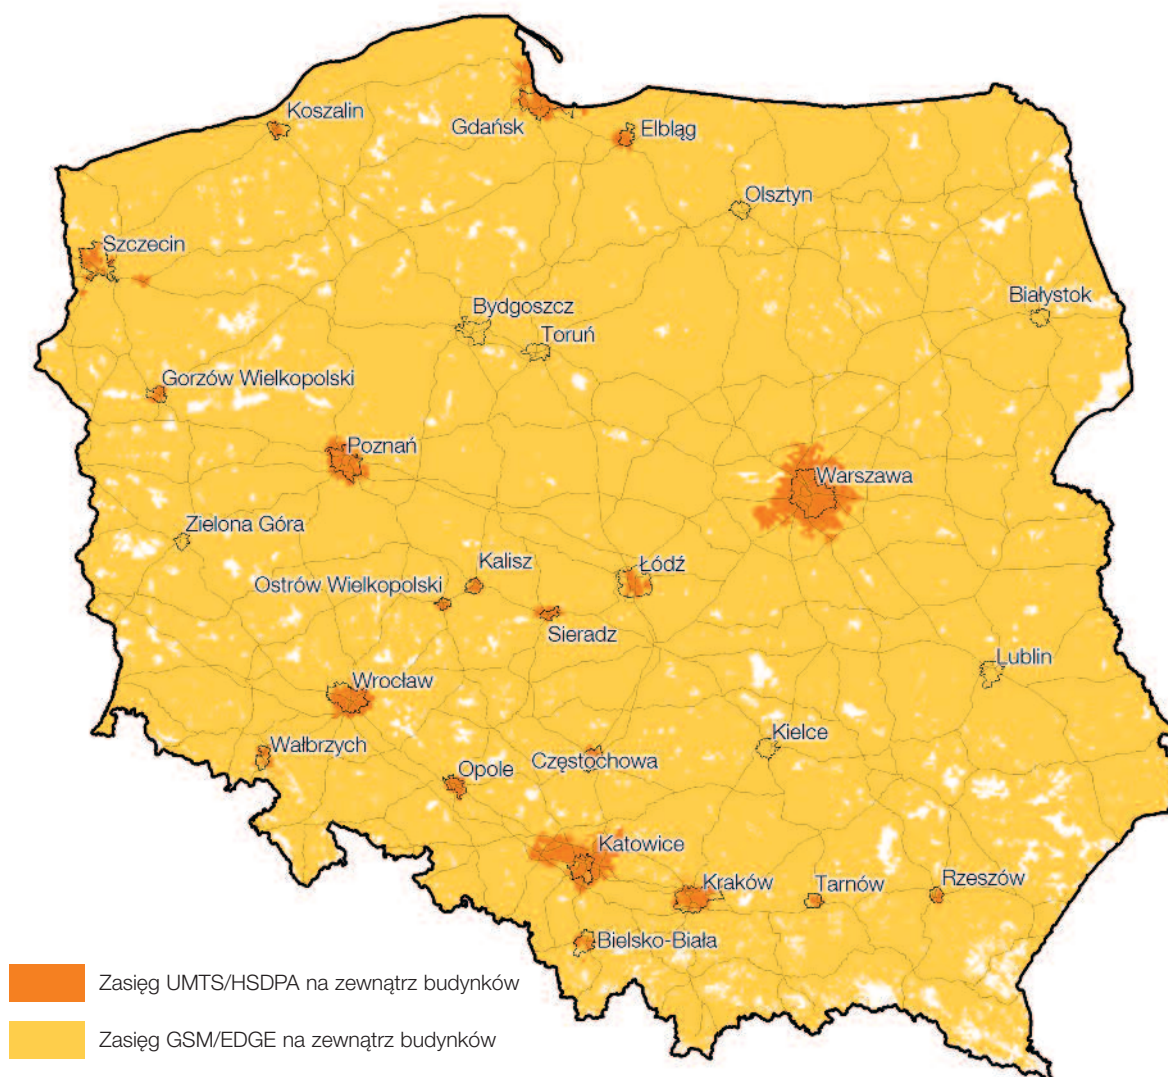 Koszalin
Gdańsk
Elbląg
Olsztyn
Szczecin
Bydgoszcz
Białystok
Toruń
Gorzów Wielkopolski
Poznań
Warszawa
Zielona Góra
Kalisz
Łódź
Ostrów Wielkopolski
Sieradz
Lublin
Wrocław
Kielce
Wałbrzych
Częstochowa
Opole
Katowice
Kraków
Tarnów
Rzeszów
Bielsko-Biała
Zasięg UMTS/HSDPA na zewnątrz budynków
Zasięg GSM/EDGE na zewnątrz budynków